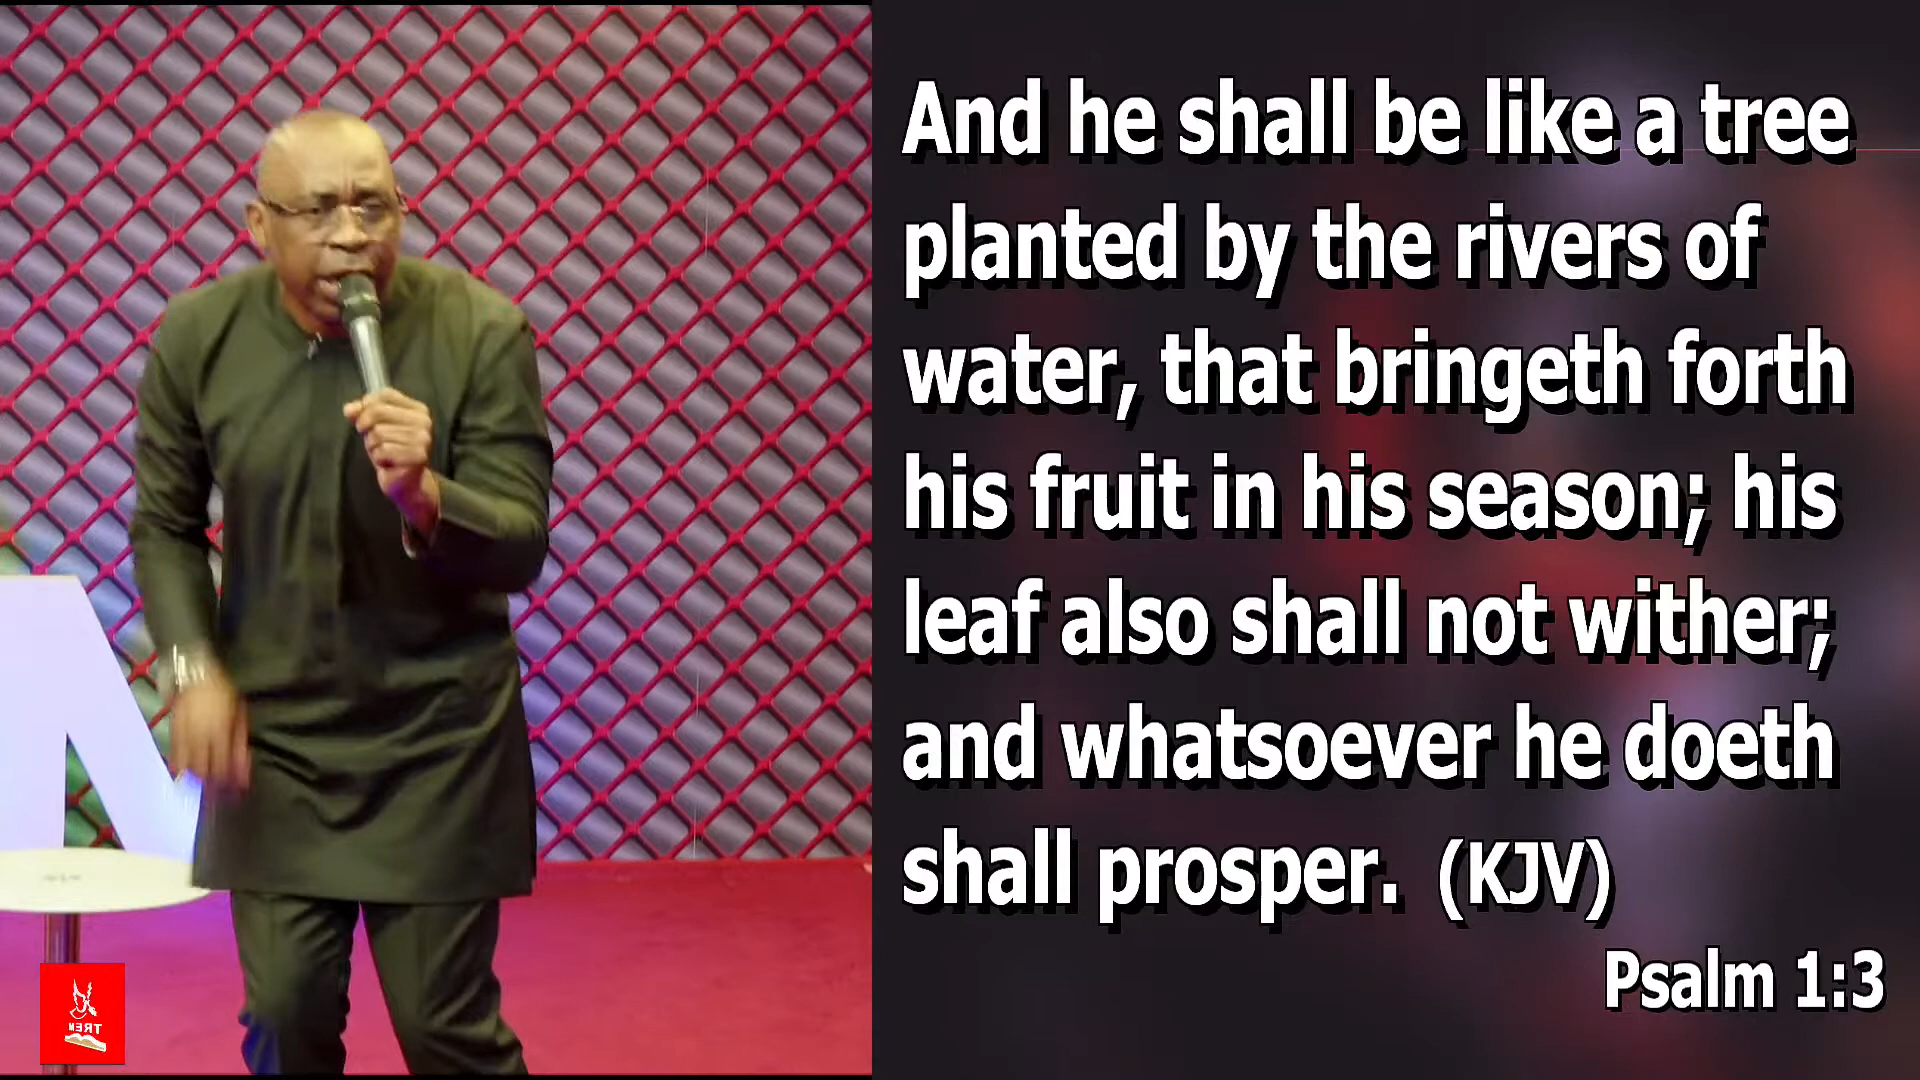 And he shall be like a tree
planted by the rivers of
water, that bringeth forth
his fruit in his season; his
leaf also shall not wither;
and whatsoever he doeth
shall prosper. (KJV)
Psalm 1:3
TREM